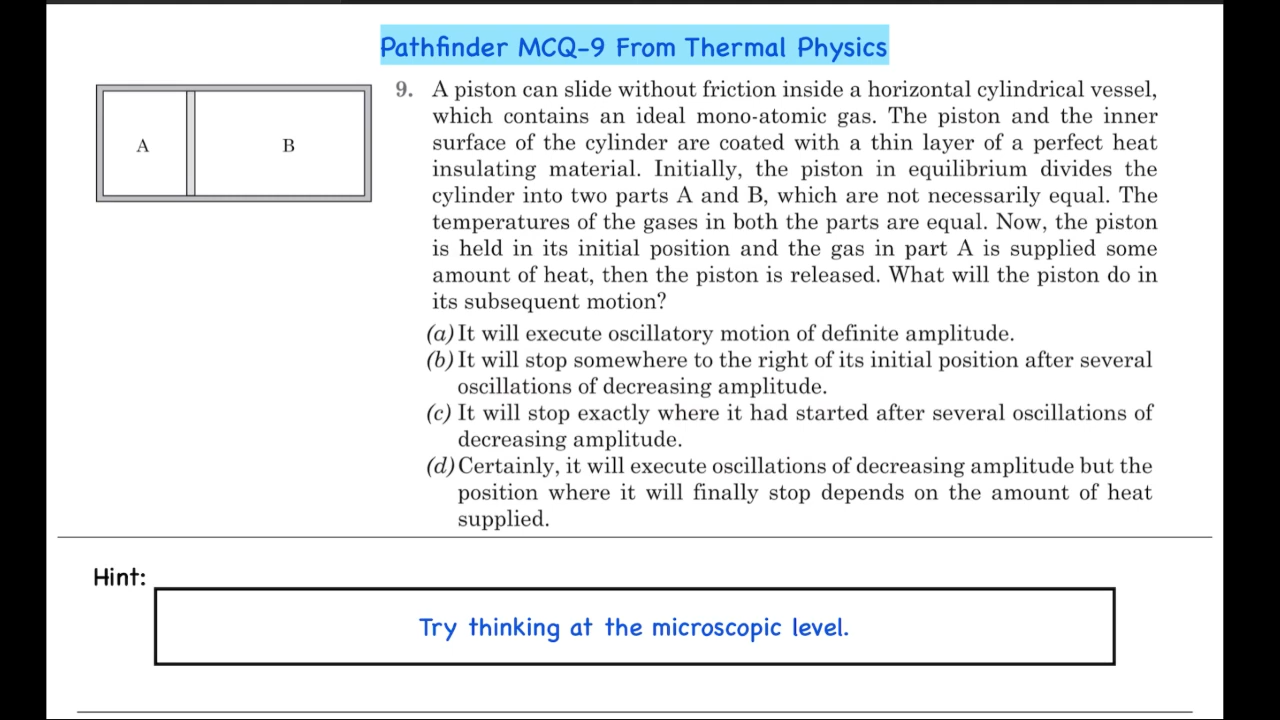 Pathfinder MCQ-9 From Thermal Physics
A
B
9. A piston can slide without friction inside a horizontal cylindrical vessel,
which contains an ideal mono-atomic gas. The piston and the inner
surface of the cylinder are coated with a thin layer of a perfect heat
insulating material. Initially, the piston in equilibrium divides the
cylinder into two parts A and B, which are not necessarily equal. The
temperatures of the gases in both the parts are equal. Now, the piston
is held in its initial position and the gas in part A is supplied some
amount of heat, then the piston is released. What will the piston do in
its subsequent motion?
(a) It will execute oscillatory motion of definite amplitude.
(b) It will stop somewhere to the right of its initial position after several
oscillations of decreasing amplitude.
(c) It will stop exactly where it had started after several oscillations of
decreasing amplitude.
(d) Certainly, it will execute oscillations of decreasing amplitude but the
position where it will finally stop depends on the amount of heat
supplied.
Hint:
Try thinking at the microscopic level.